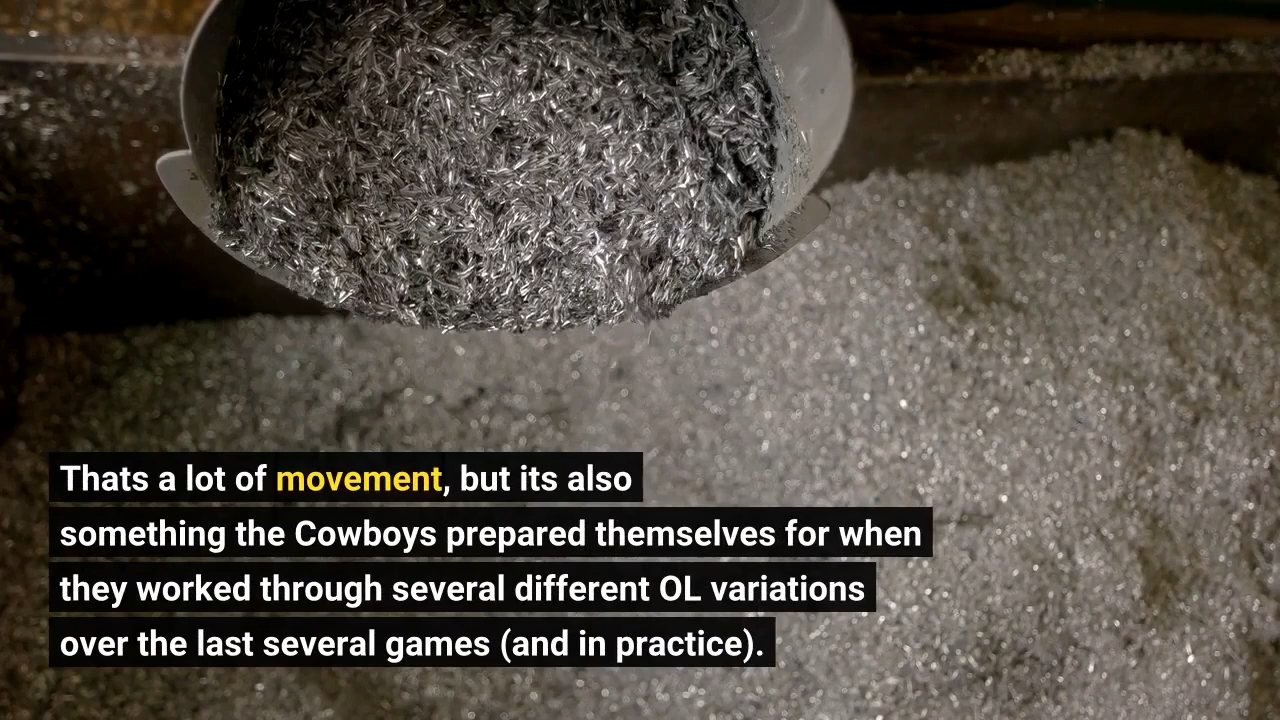 Thats a lot of movement, but its also
something the Cowboys prepared themselves for when
they worked through several different OL variations
over the last several games (and in practice).